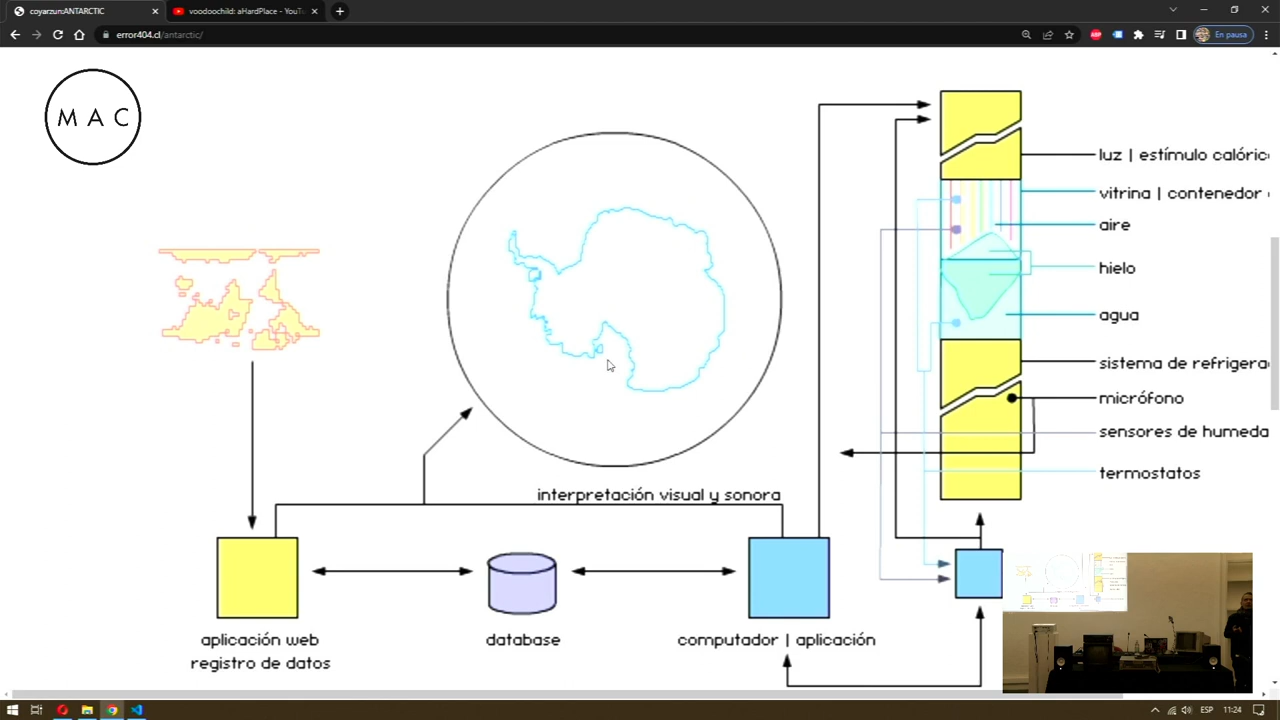 coyarzun:ANTARCTIC
voodoochild: aHardPlace - YouTu
error404.cl/antarctic/
En pausa
MAC
luz | estímulo calóric
vitrina | contenedor
aire
hielo
agua
sistema de refrigera
micrófono
sensores de humeda
termostatos
interpretación visual y sonora
aplicación web
registro de datos
database
computador | aplicación
ESP
11:24